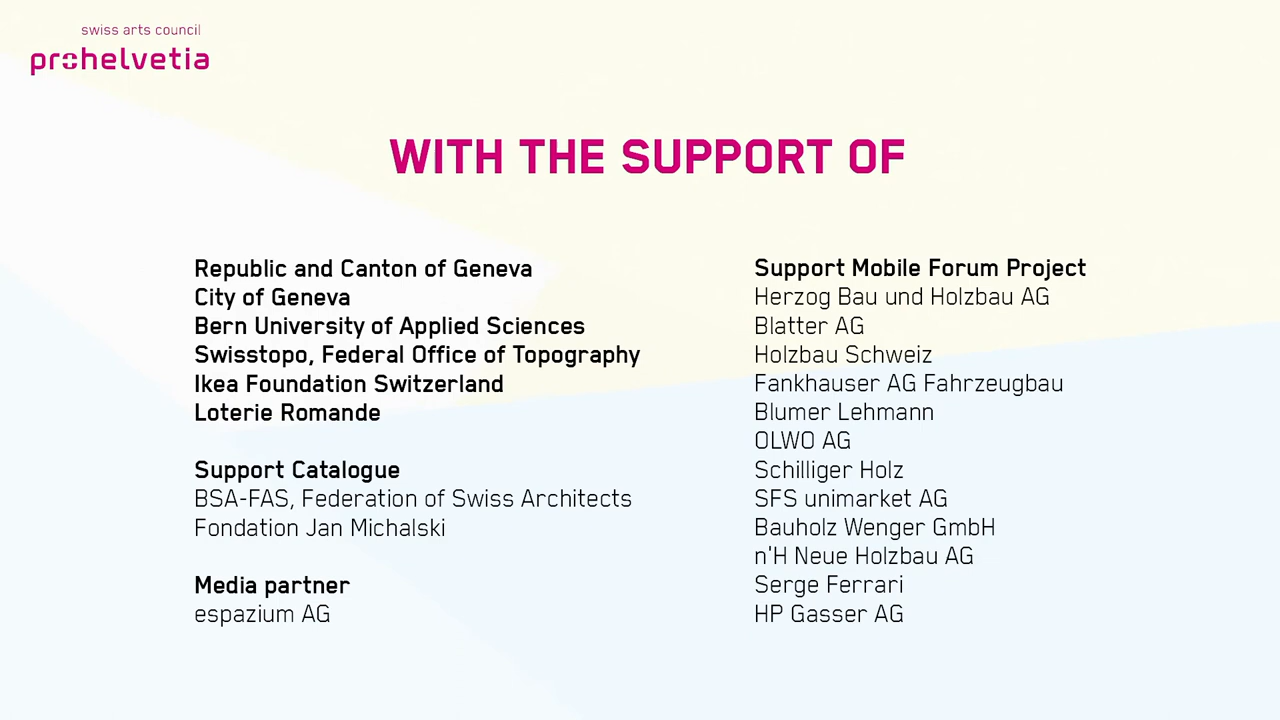 swiss arts council
prohelvetia
WITH THE SUPPORT OF
Republic and Canton of Geneva
City of Geneva
Bern University of Applied Sciences
Swisstopo, Federal Office of Topography
Ikea Foundation Switzerland
Loterie Romande
Support Catalogue
BSA-FAS, Federation of Swiss Architects
Fondation Jan Michalski
Media partner
espazium AG
Support Mobile Forum Project
Herzog Bau und Holzbau AG
Blatter AG
Holzbau Schweiz
Fankhauser AG Fahrzeugbau
Blumer Lehmann
OLWO AG
Schilliger Holz
SFS unimarket AG
Bauholz Wenger GmbH
n'H Neue Holzbau AG
Serge Ferrari
HP Gasser AG